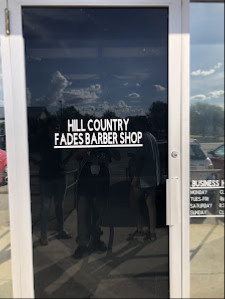 HILL COUNTRY
FADES BARBER SHOP
BUSINESS
MONDAY
TUES-FRI
SATURDAY
SUNDAY